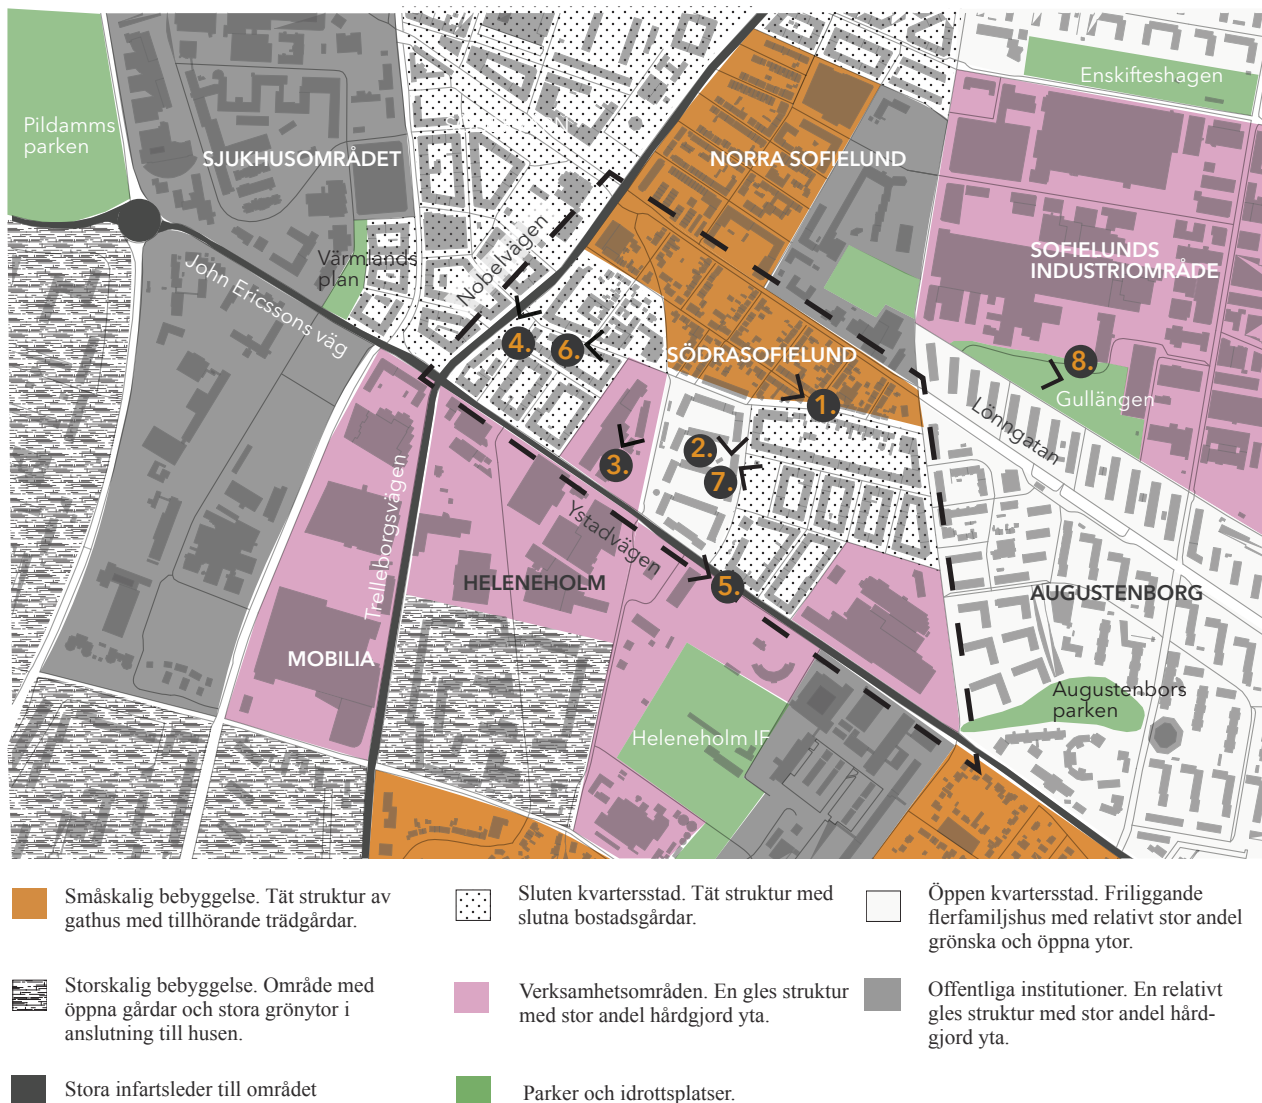 Enskifteshagen
Pildamms
parken
SJUKHUSOMRÅDET
NORRA SOFIELUND
SOFIELUNDS
INDUSTRIOMRÅDE
Värmlands
plan
Nobelvägen
John Ericssons väg
4.
6.
SÖDRASOFIELUND
8.
Gullängen
1.
Lönngatan
2.
3.
7.
Trelleborgsvägen
Ystadvägen
HELENEHOLM
5.
AUGUSTENBORG
MOBILIA
Augustenbors
parken
Heleneholm IF
Småskalig bebyggelse. Tät struktur av
gathus med tillhörande trädgårdar.
Sluten kvartersstad. Tät struktur med
slutna bostadsgårdar.
Öppen kvartersstad. Friliggande
flerfamiljshus med relativt stor andel
grönska och öppna ytor.
Storskalig bebyggelse. Område med
öppna gårdar och stora grönytor i
anslutning till husen.
Verksamhetsområden. En gles struktur
med stor andel hårdgjord yta.
Offentliga institutioner. En relativt
gles struktur med stor andel hård-
gjord yta.
Stora infartsleder till området
Parker och idrottsplatser.